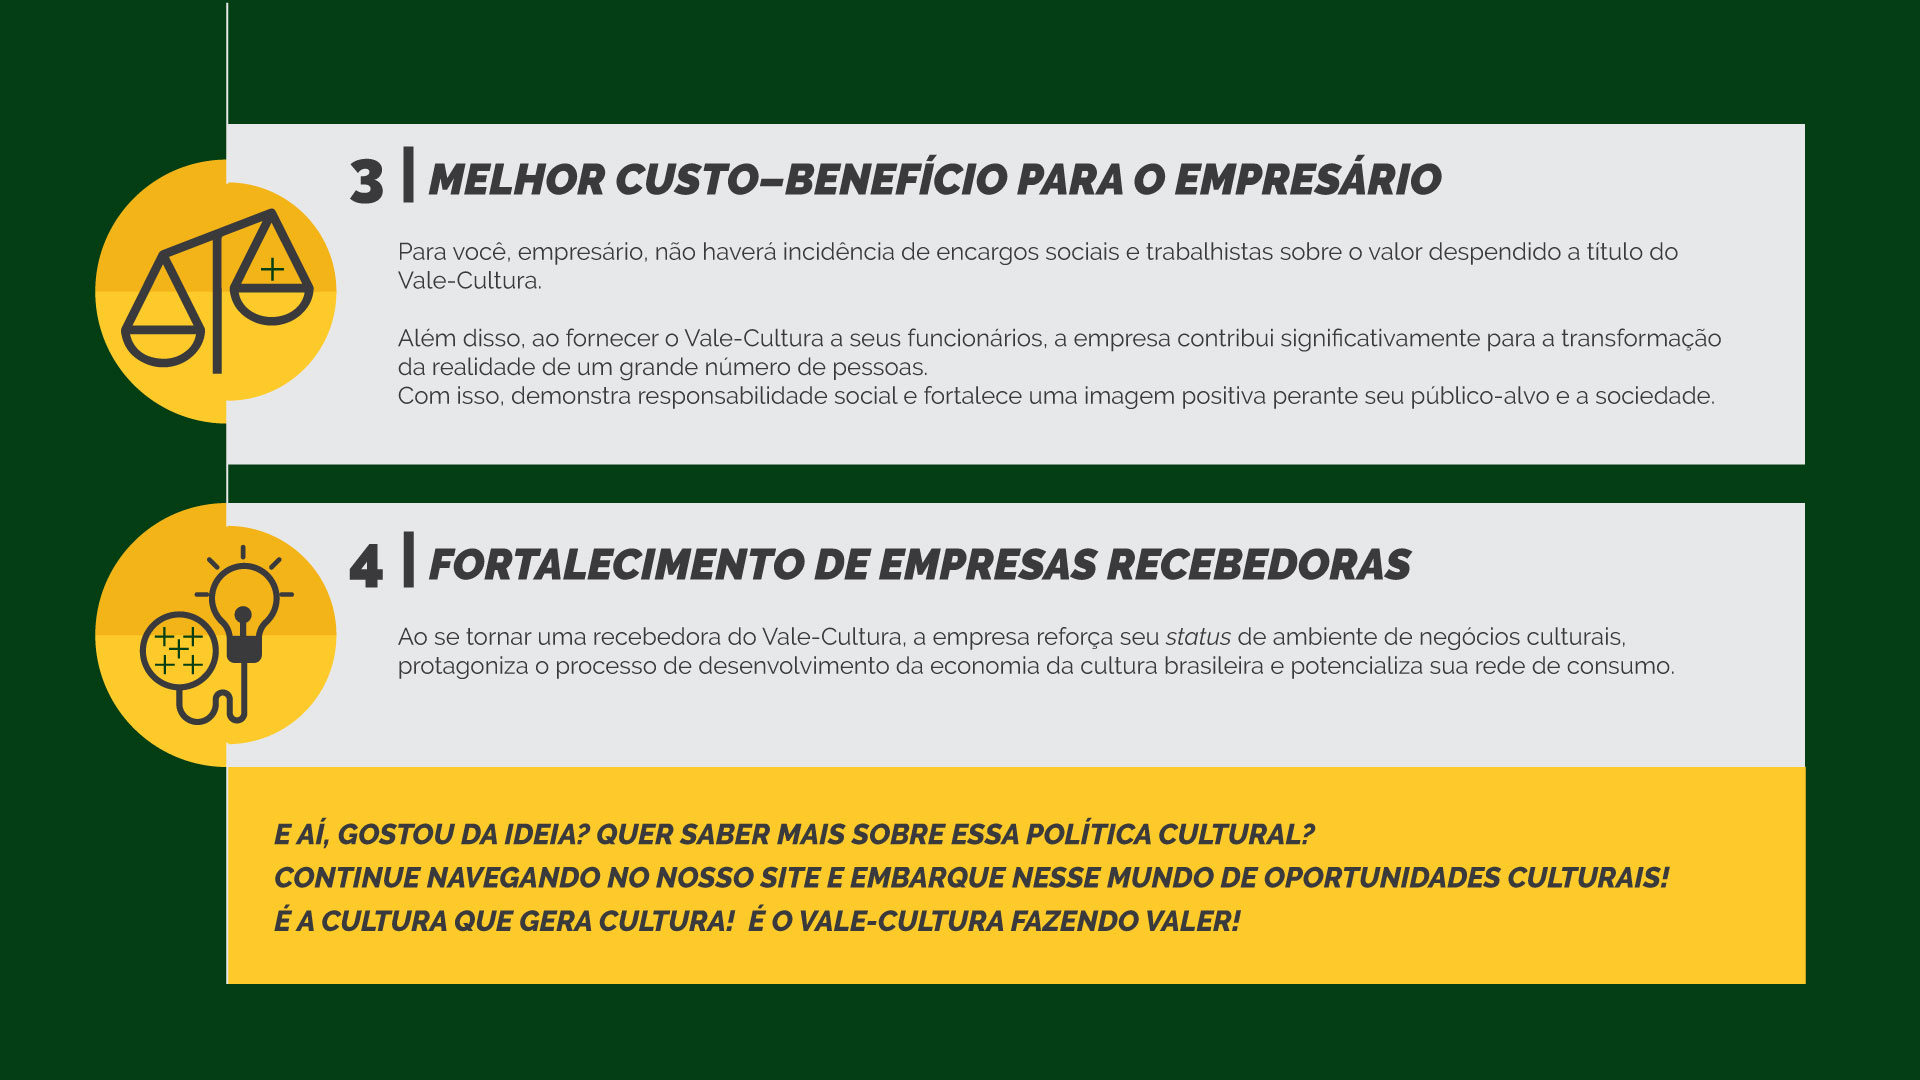 3 | MELHOR CUSTO–BENEFÍCIO PARA O EMPRESÁRIO
Para você, empresário, não haverá incidência de encargos sociais e trabalhistas sobre o valor despendido a título do
Vale-Cultura.
Além disso, ao fornecer o Vale-Cultura a seus funcionários, a empresa contribui significativamente para a transformação
da realidade de um grande número de pessoas.
Com isso, demonstra responsabilidade social e fortalece uma imagem positiva perante seu público-alvo e a sociedade.
4 | FORTALECIMENTO DE EMPRESAS RECEBEDORAS
Ao se tornar uma recebedora do Vale-Cultura, a empresa reforça seu status de ambiente de negócios culturais,
protagoniza o processo de desenvolvimento da economia da cultura brasileira e potencializa sua rede de consumo.
E AÍ, GOSTOU DA IDEIA? QUER SABER MAIS SOBRE ESSA POLÍTICA CULTURAL?
CONTINUE NAVEGANDO NO NOSSO SITE E EMBARQUE NESSE MUNDO DE OPORTUNIDADES CULTURAIS!
É A CULTURA QUE GERA CULTURA! É O VALE-CULTURA FAZENDO VALER!